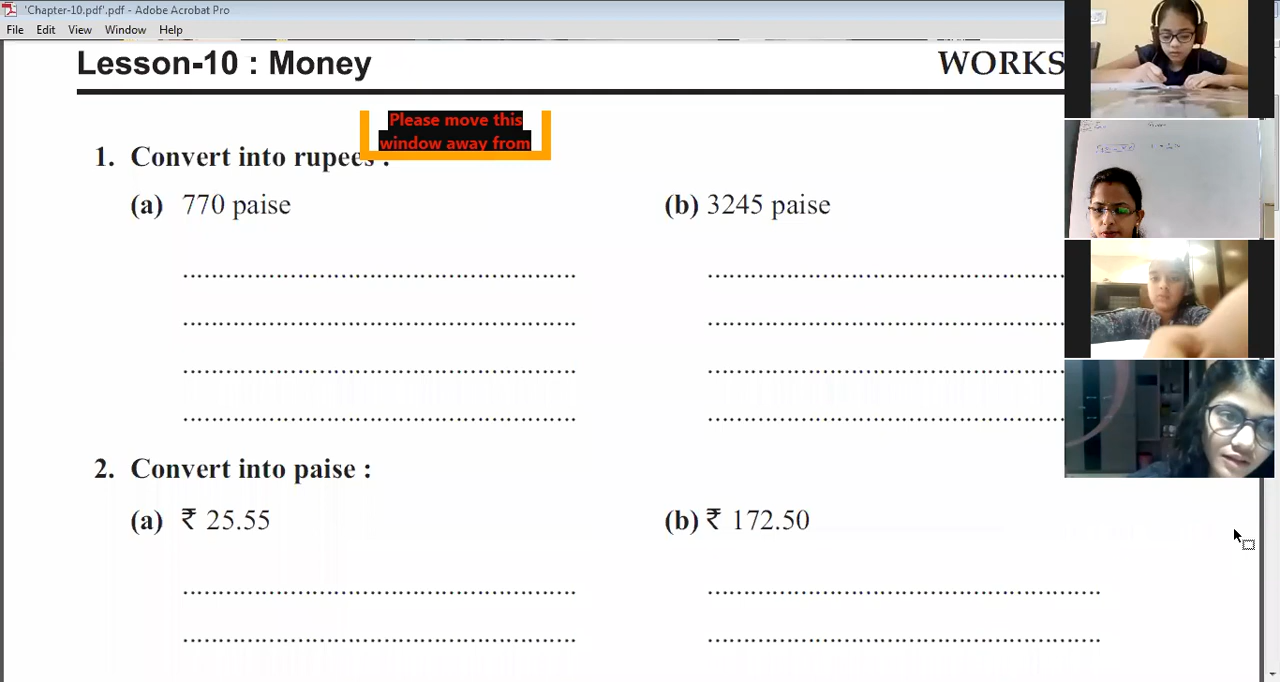 'Chapter-10.pdf'.pdf - Adobe Acrobat Pro
File Edit View Window Help
Lesson-10 : Money WORKS
Please move this
window away from
1. Convert into rupees :
(a) 770 paise (b) 3245 paise
2. Convert into paise :
(a) ₹ 25.55 (b) ₹ 172.50